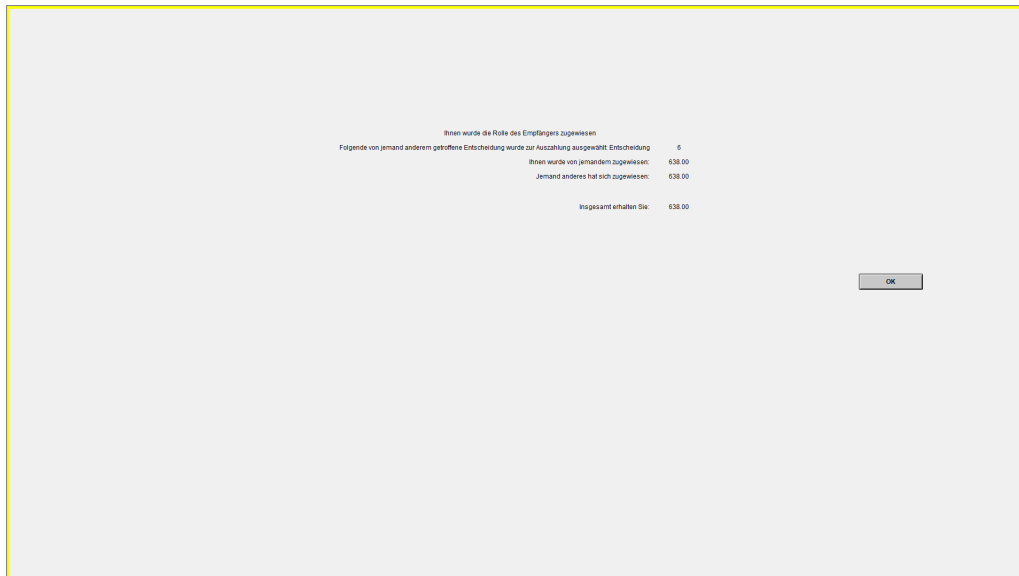 Ihnen wurde die Rolle des Empfängers zugewiesen
Folgende von jemand anderem getroffene Entscheidung wurde zur Auszahlung ausgewählt: Entscheidung 6
Ihnen wurde von jemandem zugewiesen: 638.00
Jemand anderes hat sich zugewiesen: 638.00
Insgesamt erhalten Sie: 638.00
OK